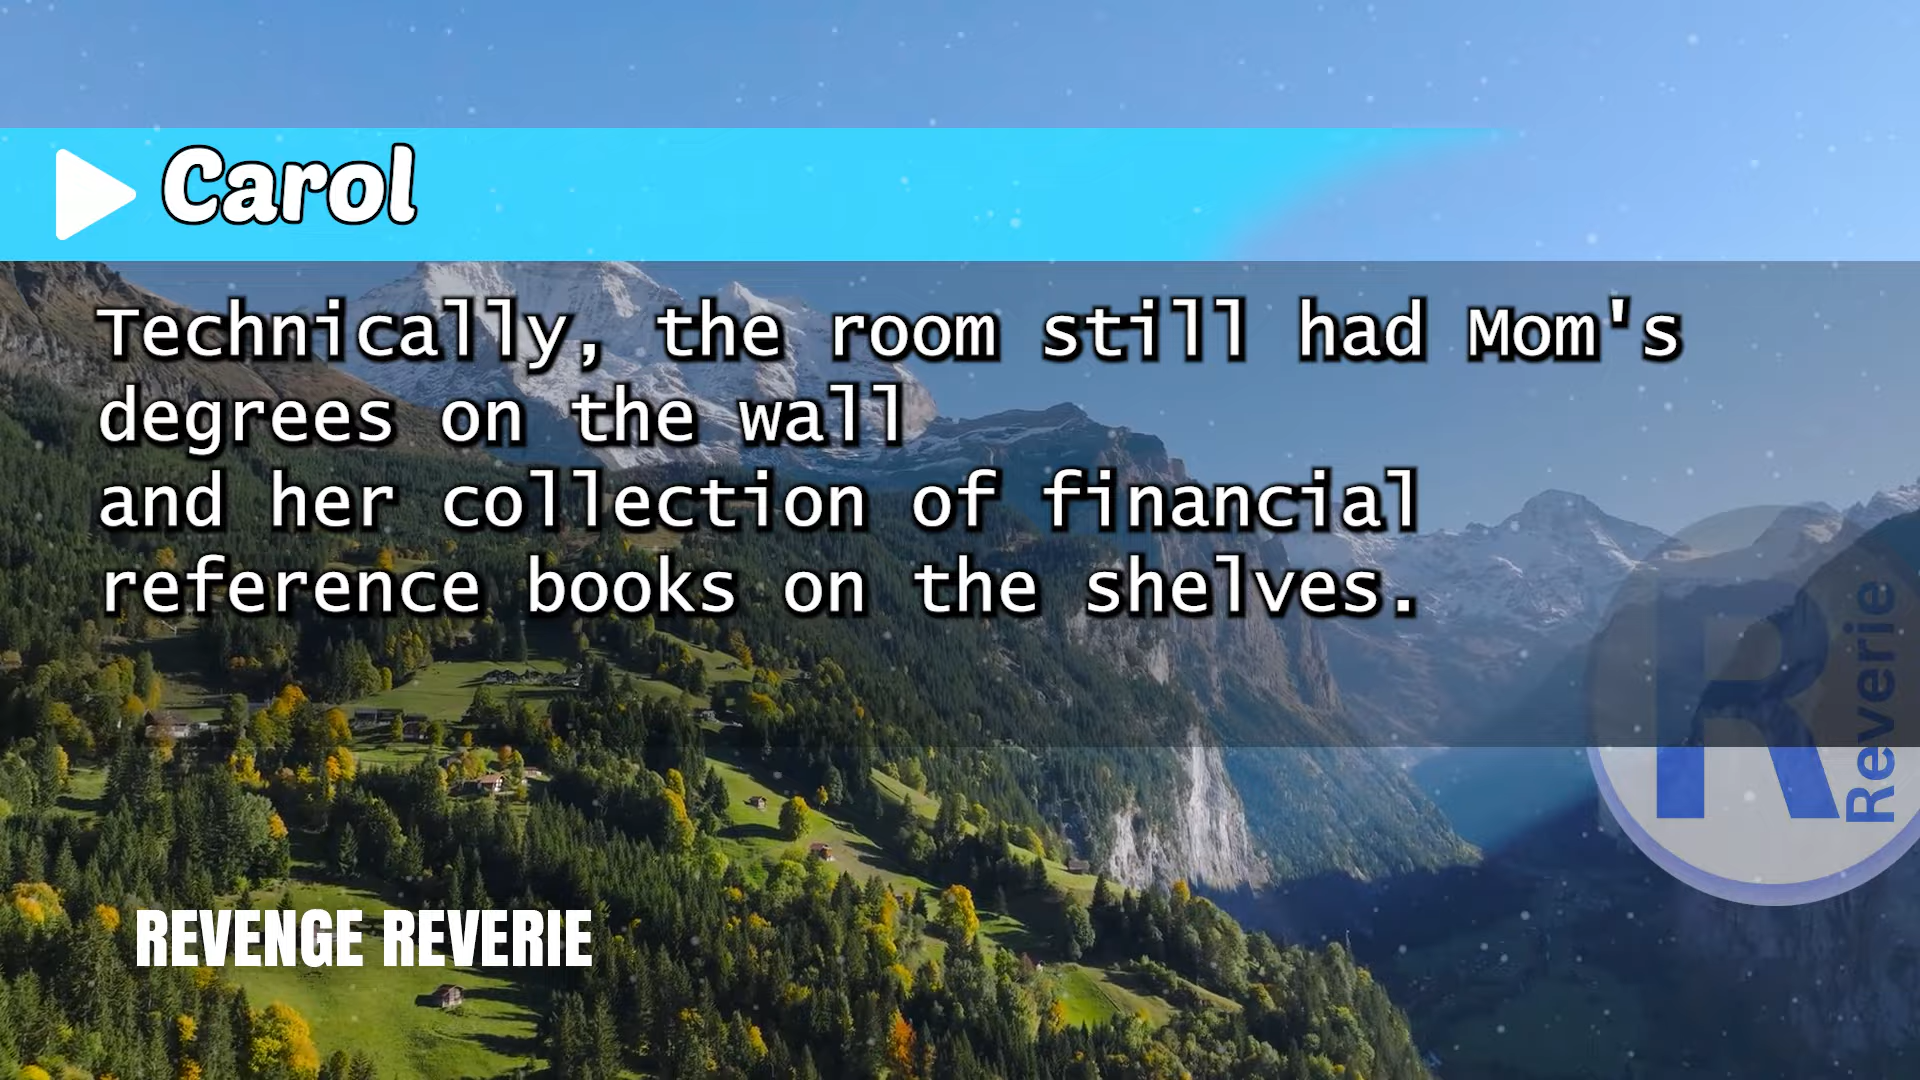 Carol
Technically, the room still had Mom's
degrees on the wall
and her collection of financial
reference books on the shelves.
R
Reverie
REVENGE REVERIE